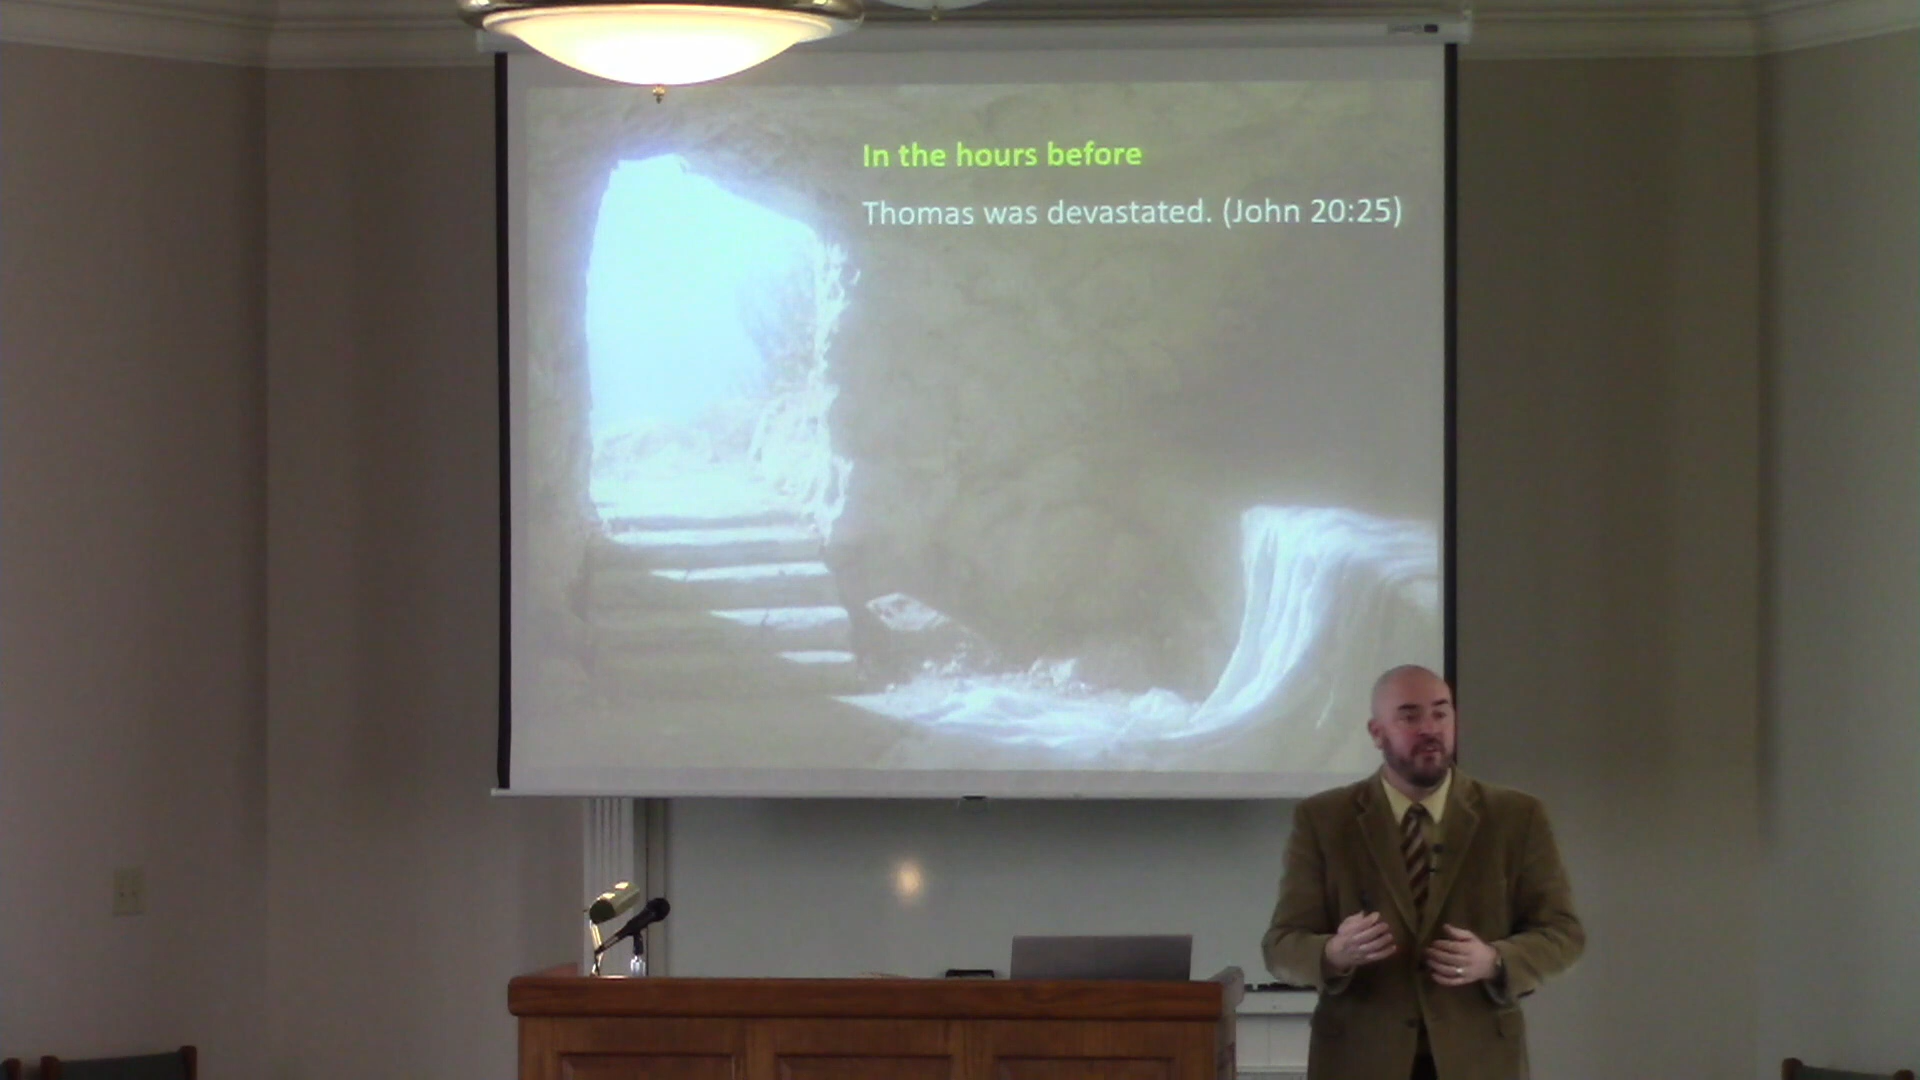 In the hours before
Thomas was devastated. (John 20:25)